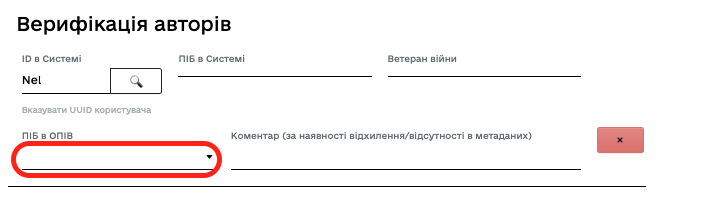 Верифікація авторів
ID в Системі ПІБ в Системі Ветеран війни
Nel
Вказувати UUID користувача
ПІБ в ОПІВ Коментар (за наявності відхилення/відсутності в метаданих)
×